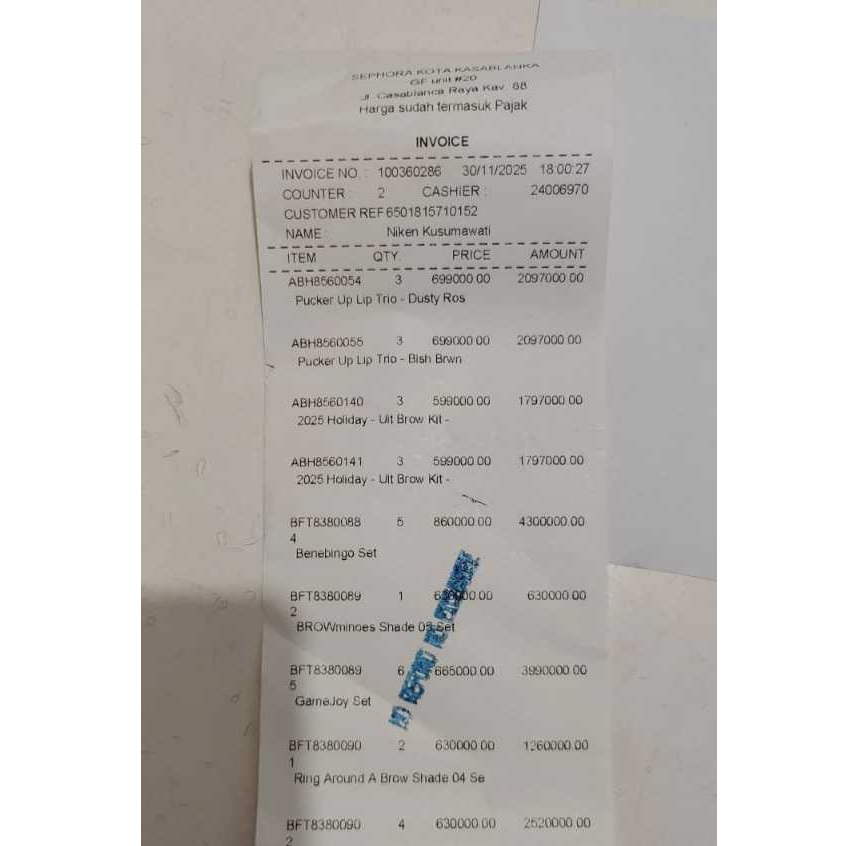 SEPHORA KOTA KASABLANKA
GF unit #20
Jl. Casablanca Raya Kav. 88
Harga sudah termasuk Pajak
INVOICE
INVOICE NO. : 100360286 30/11/2025 18:00:27
COUNTER : 2 CASHIER : 24006970
CUSTOMER REF 6501815710152
NAME : Niken Kusumawati
ITEM QTY. PRICE AMOUNT
ABH8560054 3 699000.00 2097000.00
Pucker Up Lip Trio - Dusty Ros
ABH8560055 3 699000.00 2097000.00
Pucker Up Lip Trio - Blsh Brwn
ABH8560140 3 599000.00 1797000.00
2025 Holiday - Ult Brow Kit -
ABH8560141 3 599000.00 1797000.00
2025 Holiday - Ult Brow Kit -
BFT8380088 5 860000.00 4300000.00
4
Benebingo Set
BFT8380089 1 630000.00 630000.00
2
BROWminoes Shade 05 Set
NO REFUND NO EXCHANGE
BFT8380089 6 665000.00 3990000.00
5
GameJoy Set
BFT8380090 2 630000.00 1260000.00
1
Ring Around A Brow Shade 04 Se
BFT8380090 4 630000.00 2520000.00
2